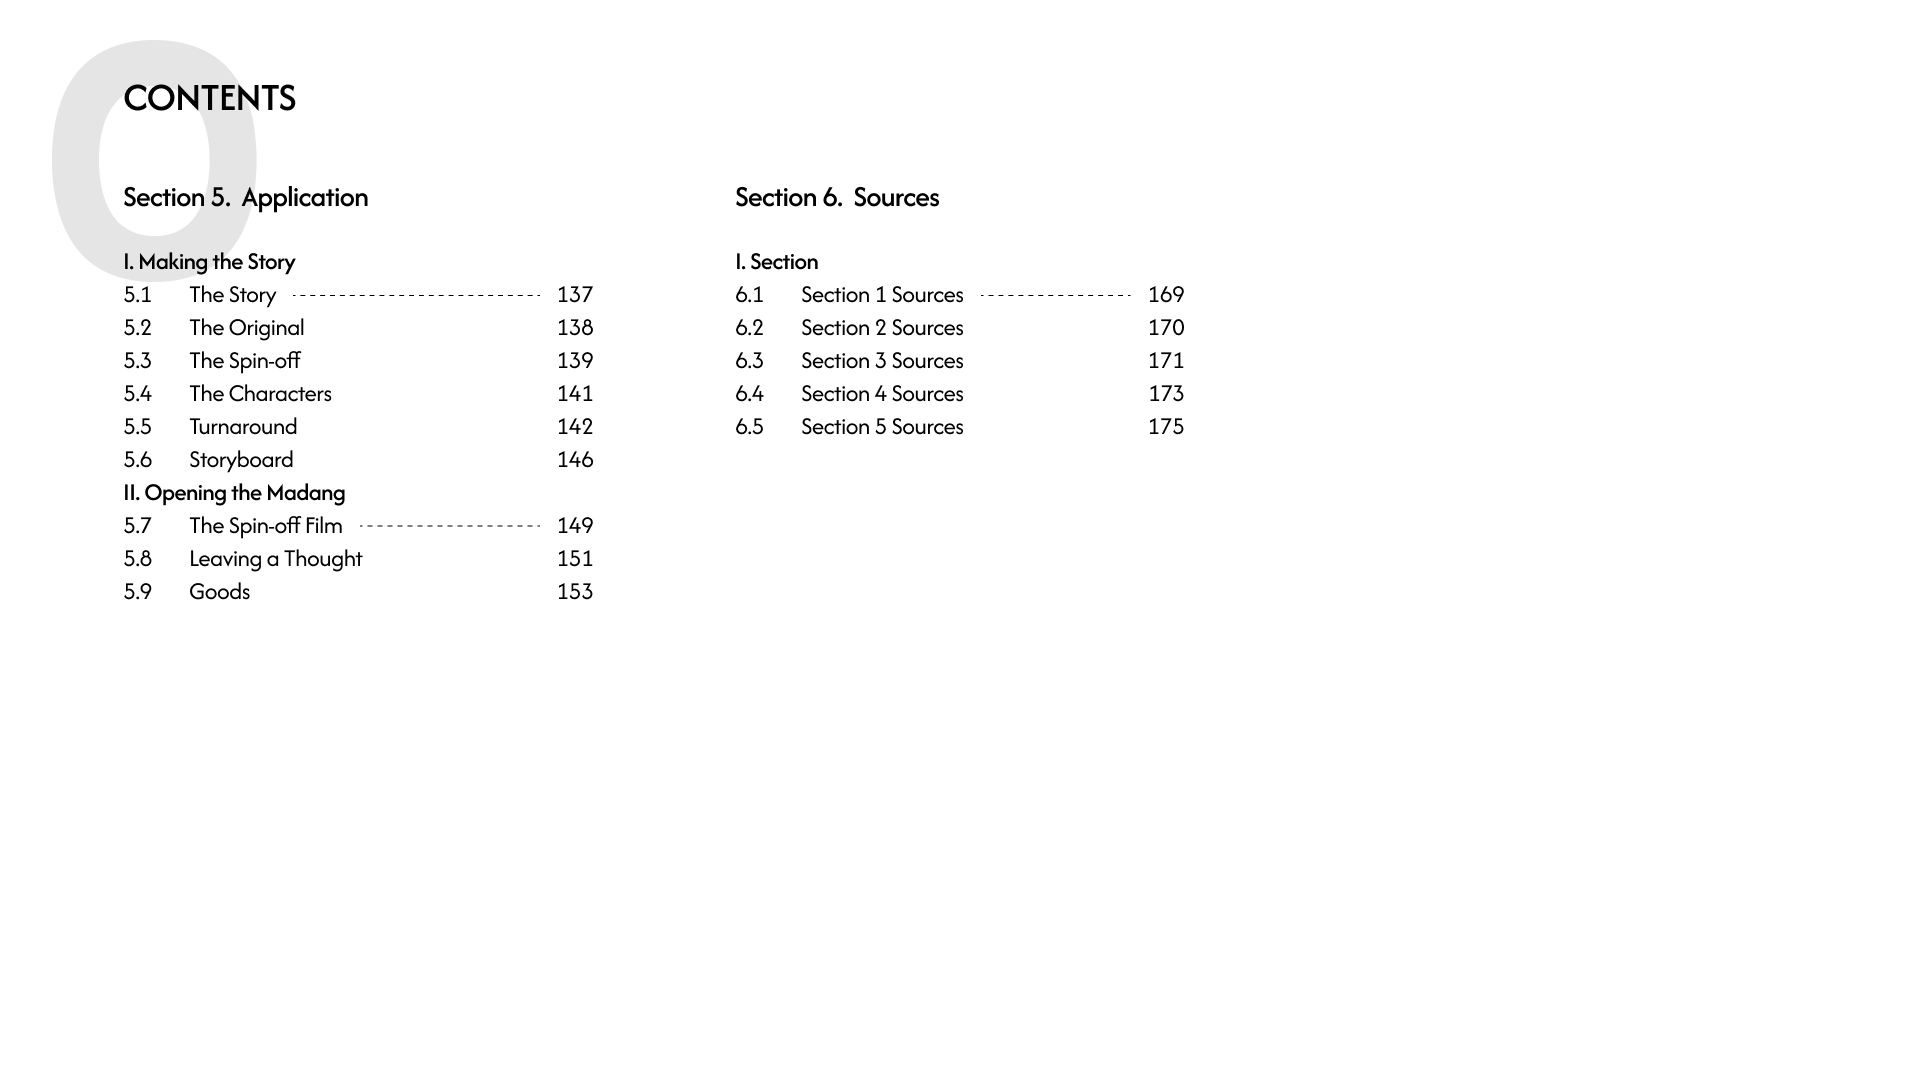 0
CONTENTS
Section 5. Application
I. Making the Story
5.1 The Story 137
5.2 The Original 138
5.3 The Spin-off 139
5.4 The Characters 141
5.5 Turnaround 142
5.6 Storyboard 146
II. Opening the Madang
5.7 The Spin-off Film 149
5.8 Leaving a Thought 151
5.9 Goods 153
Section 6. Sources
I. Section
6.1 Section 1 Sources 169
6.2 Section 2 Sources 170
6.3 Section 3 Sources 171
6.4 Section 4 Sources 173
6.5 Section 5 Sources 175